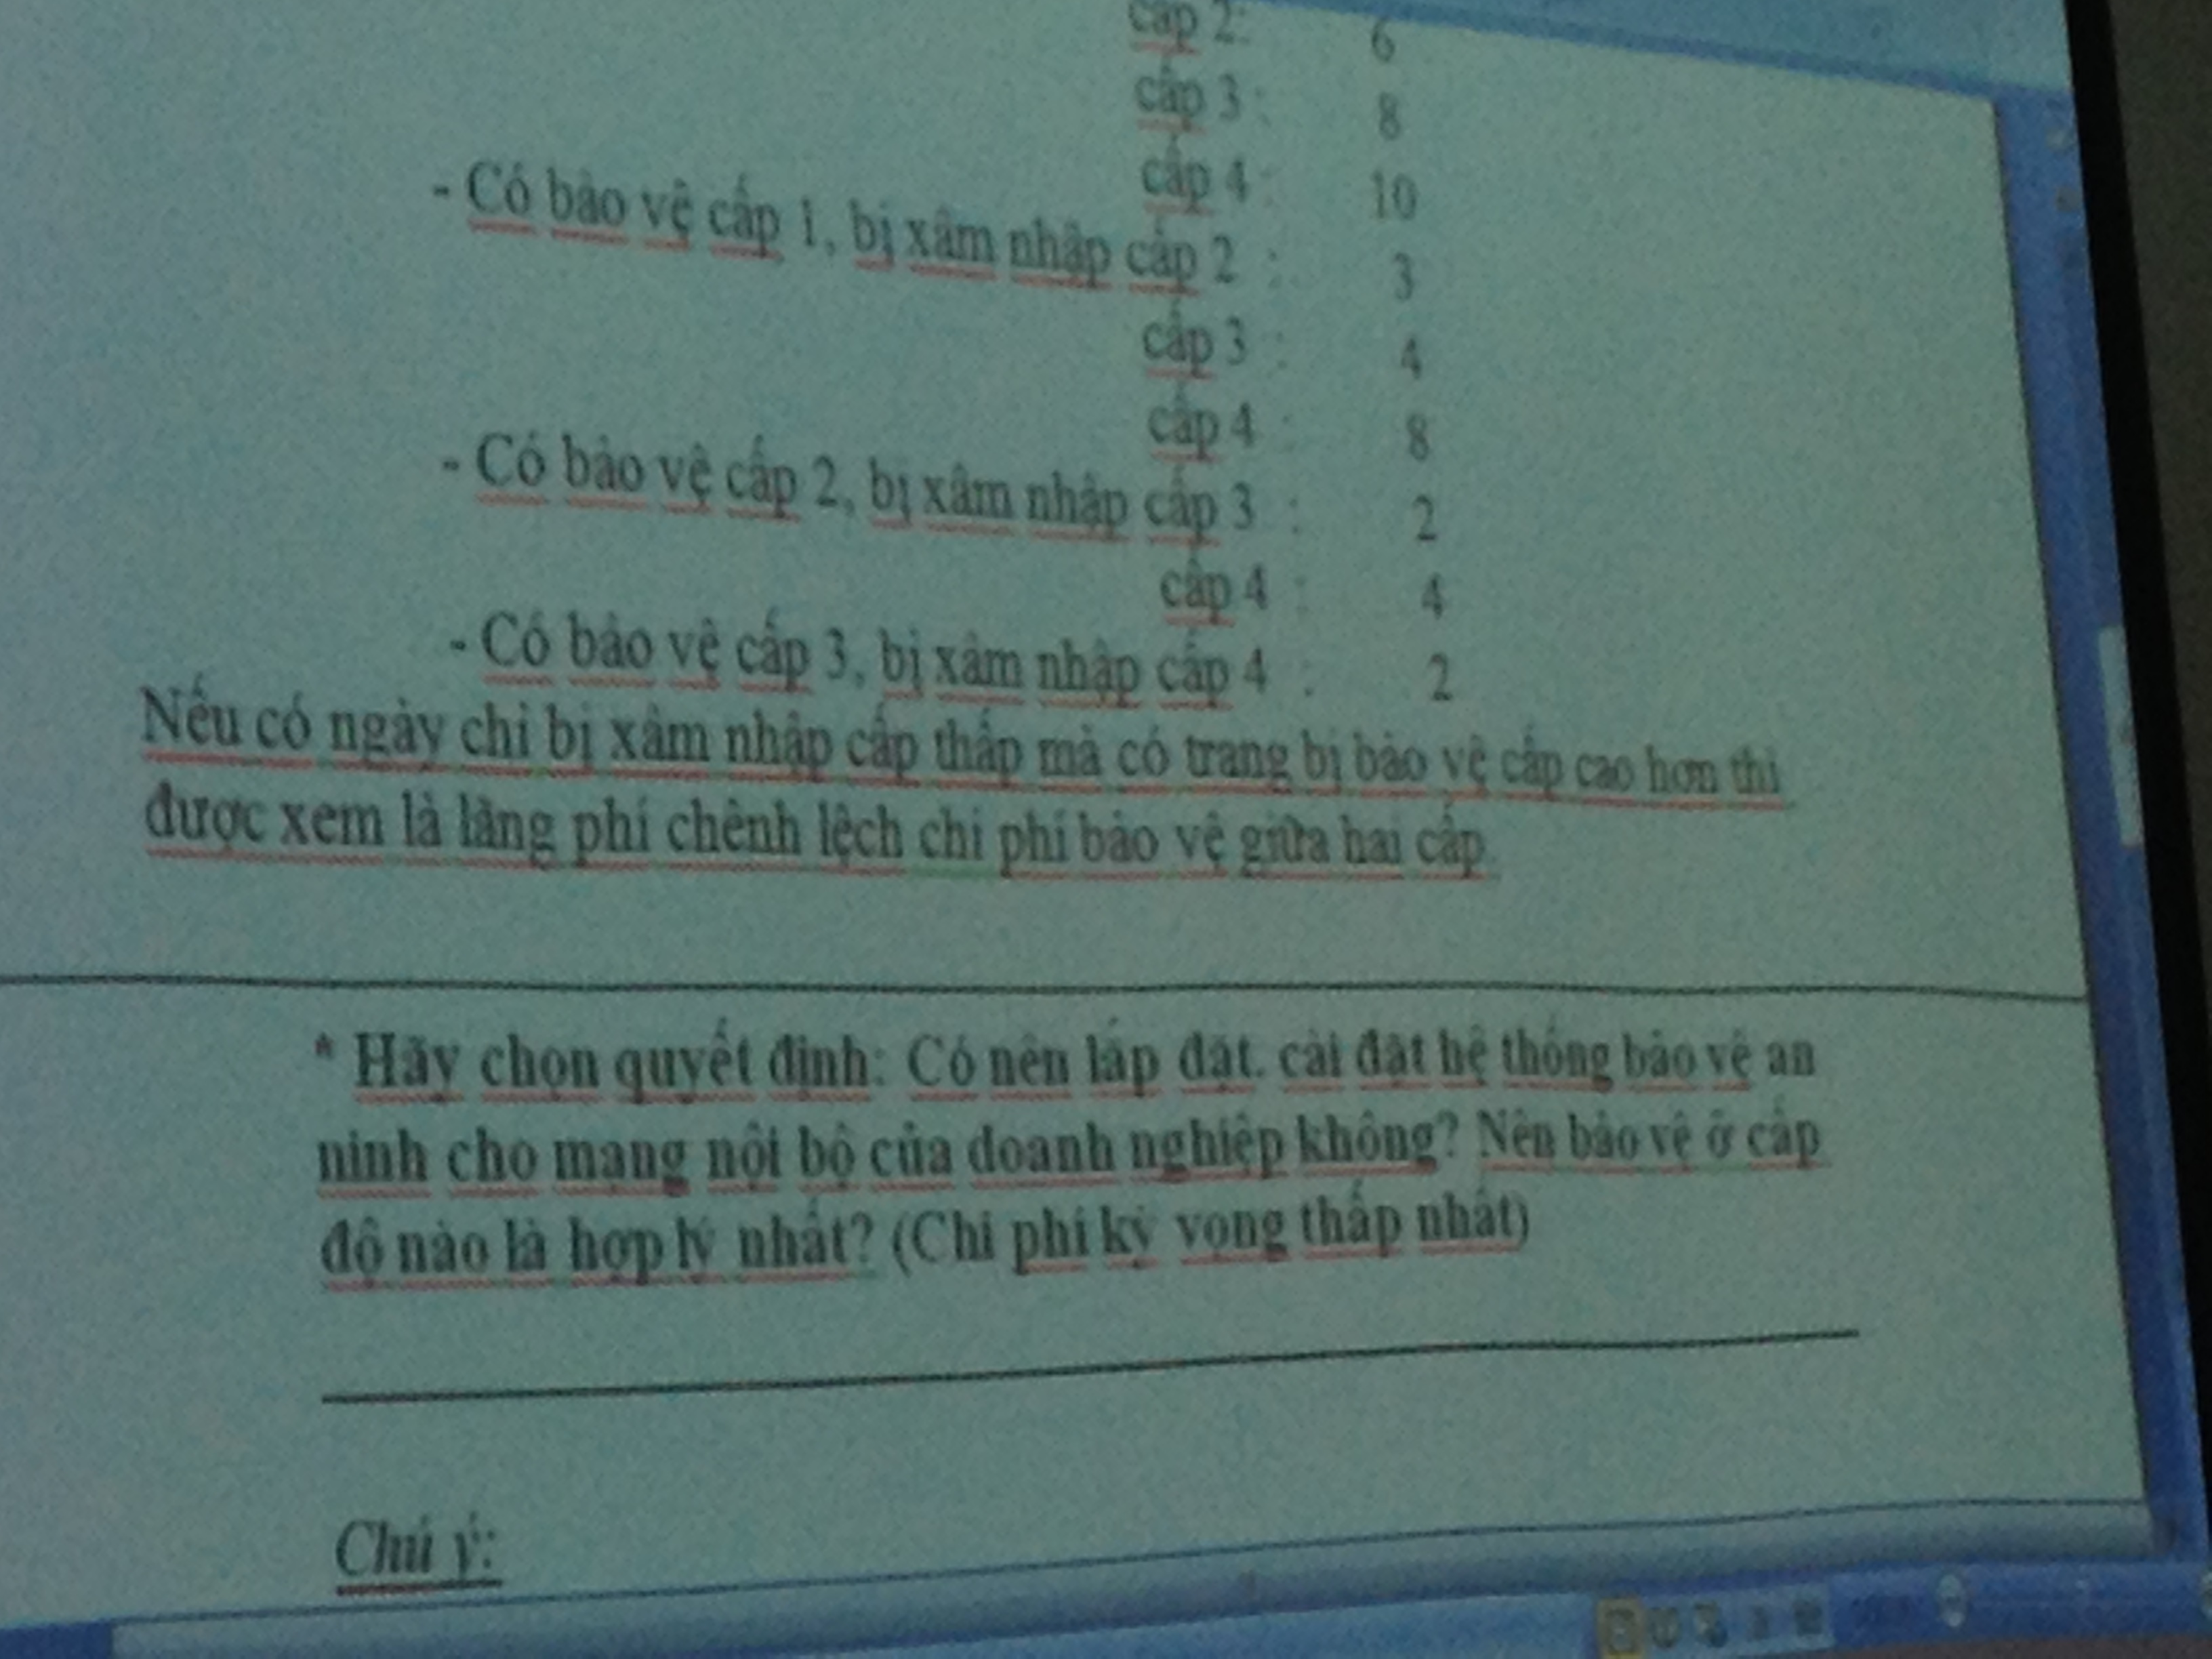 cấp 2: 6
cấp 3 : 8
cấp 4 : 10
- Có bảo vệ cấp 1, bị xâm nhập cấp 2 : 3
cấp 3 : 4
cấp 4 : 8
- Có bảo vệ cấp 2, bị xâm nhập cấp 3 : 2
cấp 4 : 4
- Có bảo vệ cấp 3, bị xâm nhập cấp 4 : 2
Nếu có ngày chỉ bị xâm nhập cấp thấp mà có trang bị bảo vệ cấp cao hơn thì
được xem là lãng phí chênh lệch chi phí bảo vệ giữa hai cấp.
* Hãy chọn quyết định: Có nên lắp đặt, cài đặt hệ thống bảo vệ an
ninh cho mạng nội bộ của doanh nghiệp không? Nên bảo vệ ở cấp
độ nào là hợp lý nhất? (Chi phí kỳ vọng thấp nhất)
Chú ý: